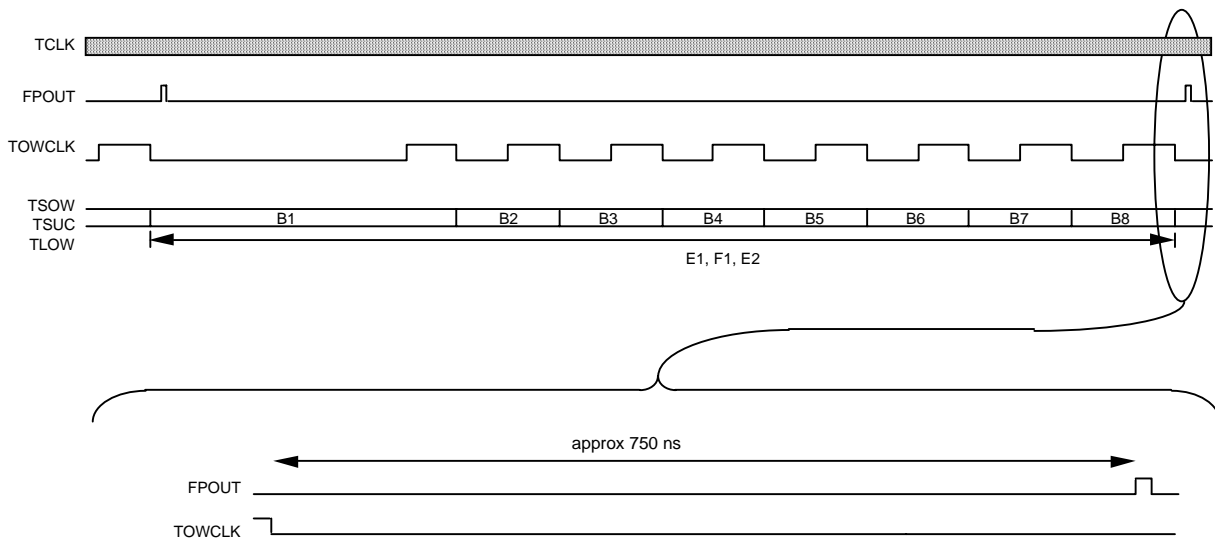 TCLK
FPOUT
TOWCLK
TSOW
TSUC
TLOW
B1 B2 B3 B4 B5 B6 B7 B8
E1, F1, E2
approx 750 ns
FPOUT
TOWCLK